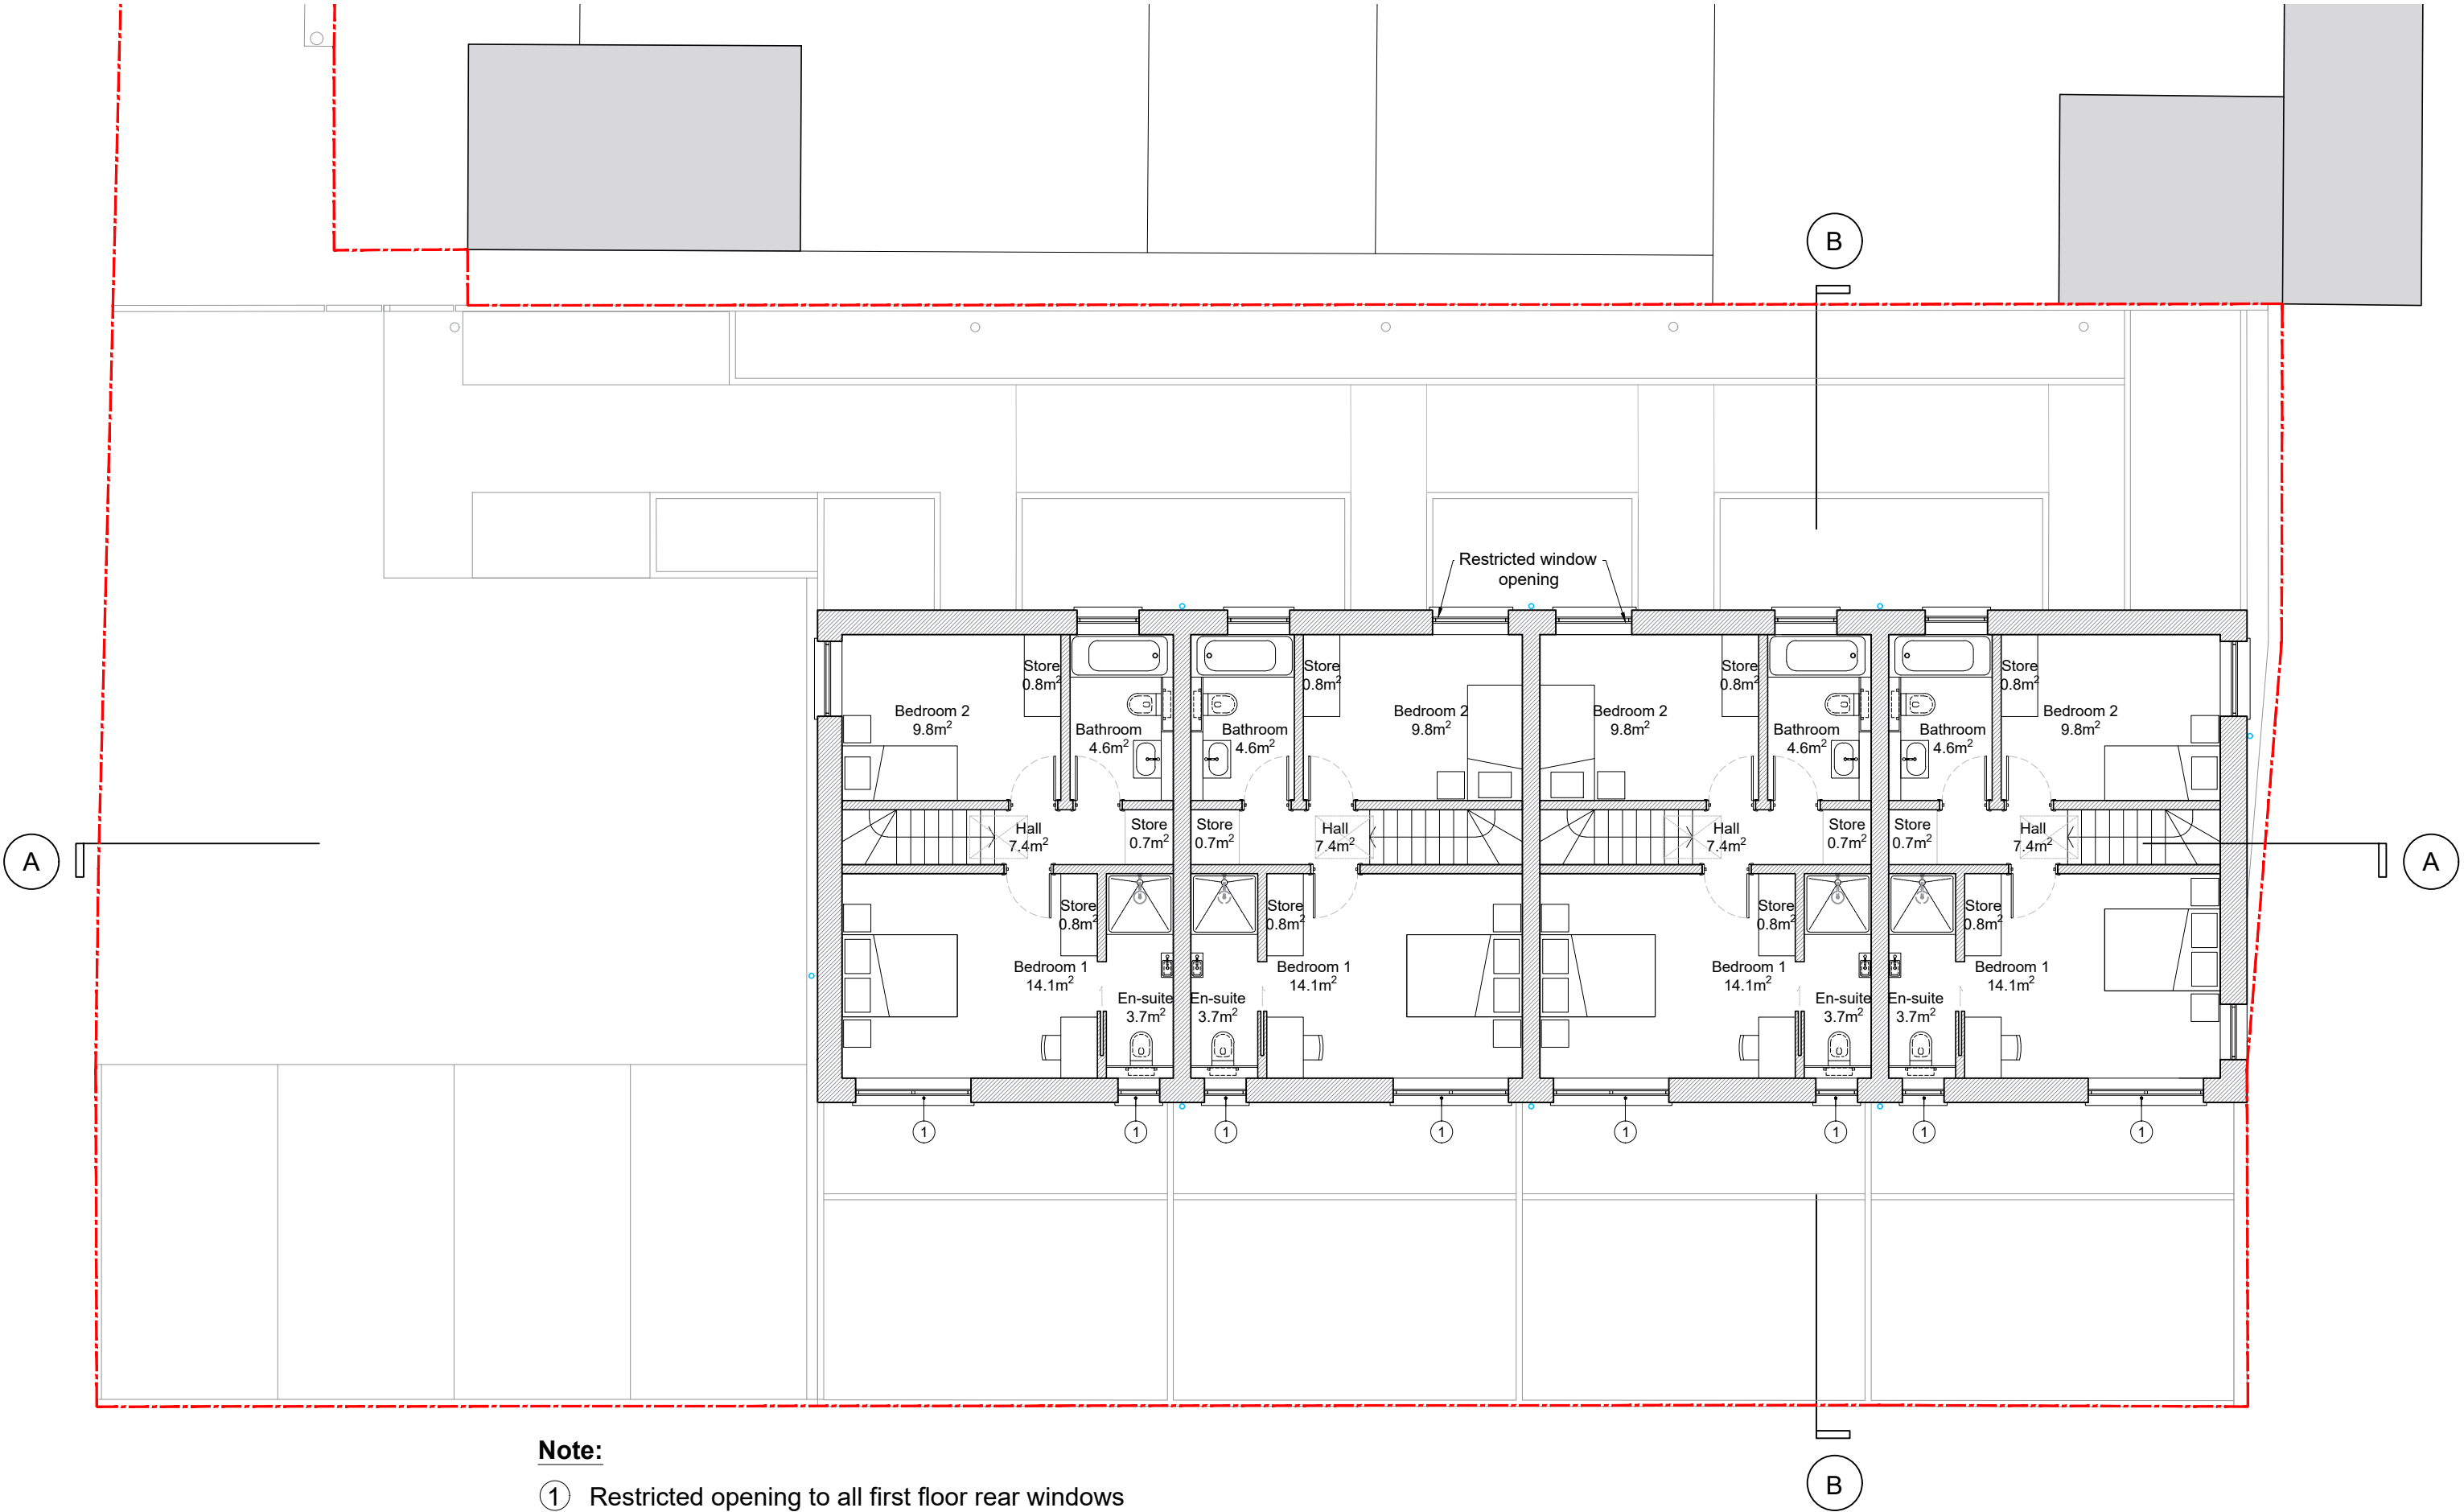 B
Restricted window
opening
Store
0.8m²
Store
0.8m²
Store
0.8m²
Store
0.8m²
Bedroom 2
9.8m²
Bathroom
4.6m²
Bathroom
4.6m²
Bedroom 2
9.8m²
Bedroom 2
9.8m²
Bathroom
4.6m²
Bathroom
4.6m²
Bedroom 2
9.8m²
A
Hall
7.4m²
Store
0.7m²
Store
0.7m²
Hall
7.4m²
Hall
7.4m²
Store
0.7m²
Store
0.7m²
Hall
7.4m²
A
Store
0.8m²
Store
0.8m²
Store
0.8m²
Store
0.8m²
Bedroom 1
14.1m²
Bedroom 1
14.1m²
Bedroom 1
14.1m²
Bedroom 1
14.1m²
En-suite
3.7m²
En-suite
3.7m²
En-suite
3.7m²
En-suite
3.7m²
1 1 1 1 1 1 1 1
Note:
1 Restricted opening to all first floor rear windows
B